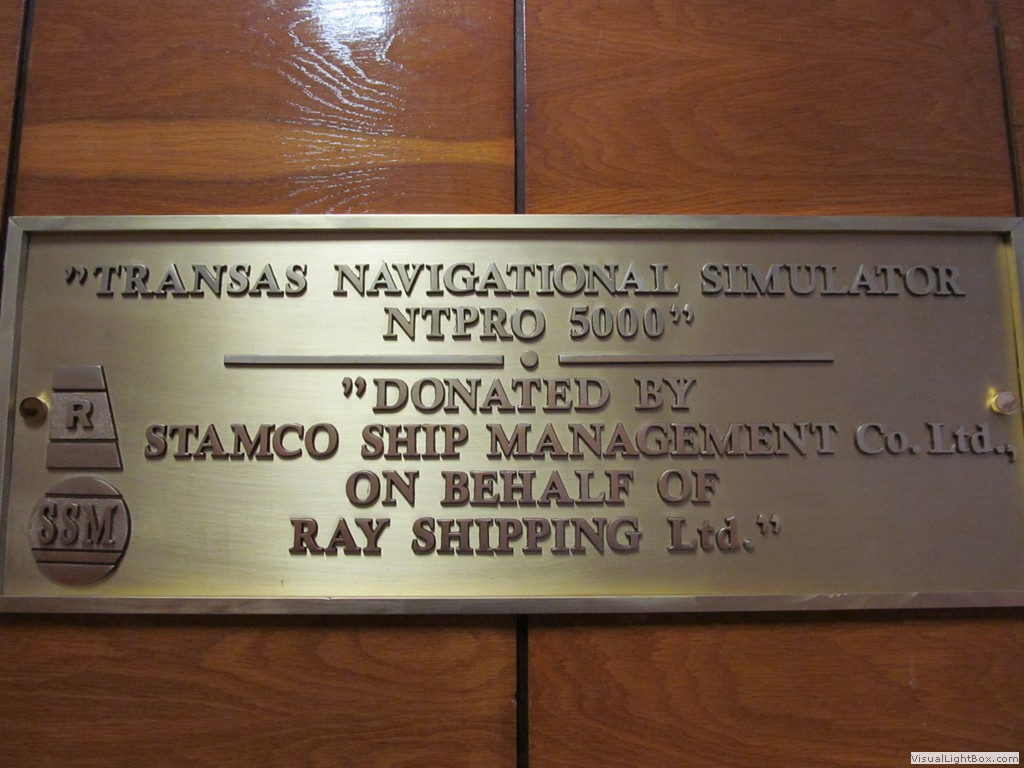 ”TRANSAS NAVIGATIONAL SIMULATOR
NTPRO 5000”
”DONATED BY
STAMCO SHIP MANAGEMENT Co. Ltd.,
ON BEHALF OF
RAY SHIPPING Ltd.”
R
SSM
VisualLightBox.com